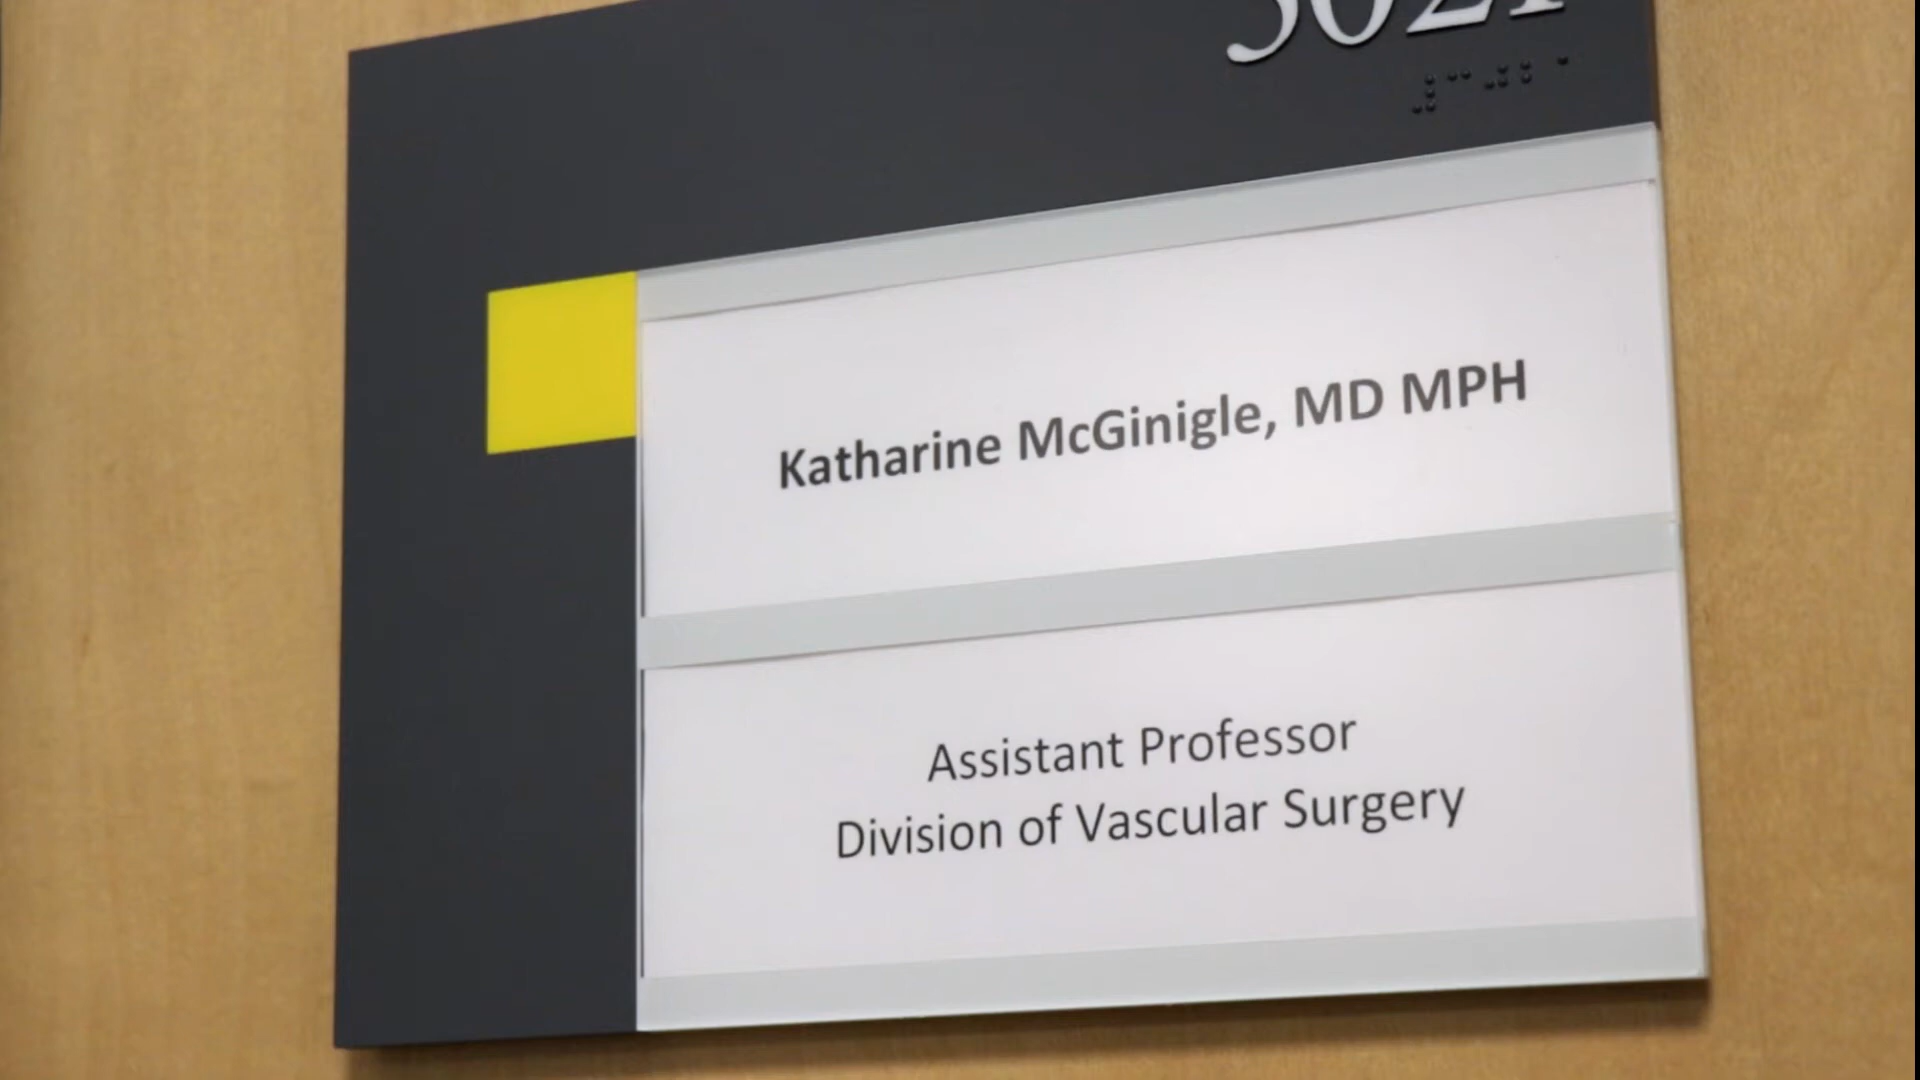 Katharine McGinigle, MD MPH
Assistant Professor
Division of Vascular Surgery